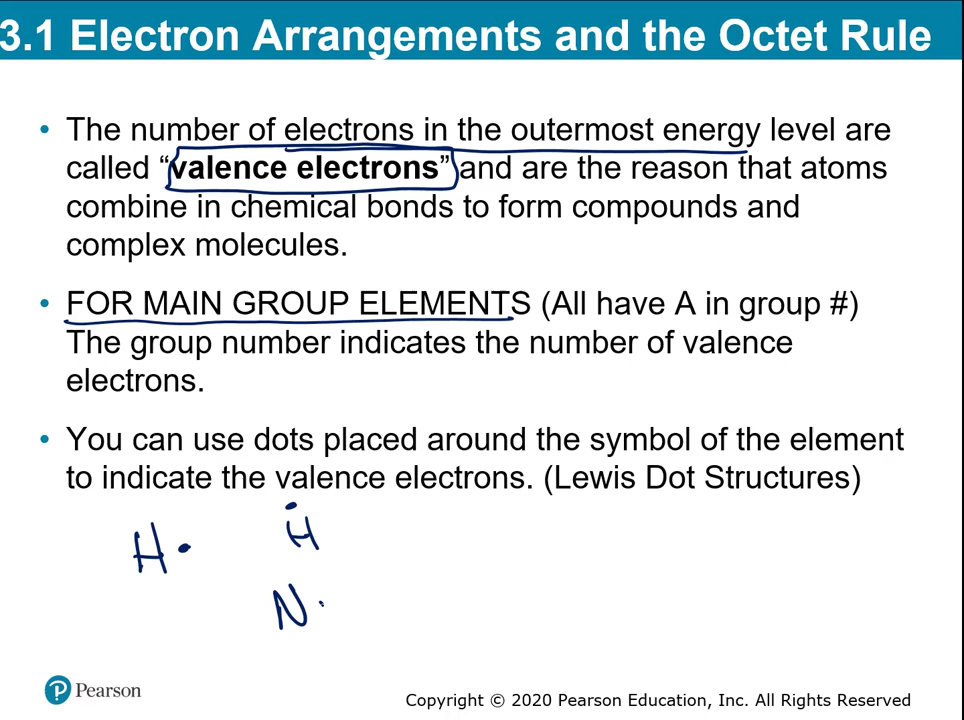 3.1 Electron Arrangements and the Octet Rule
• The number of electrons in the outermost energy level are
called “valence electrons” and are the reason that atoms
combine in chemical bonds to form compounds and
complex molecules.
• FOR MAIN GROUP ELEMENTS (All have A in group #)
The group number indicates the number of valence
electrons.
• You can use dots placed around the symbol of the element
to indicate the valence electrons. (Lewis Dot Structures)
H• Ḣ
N·
P Pearson
Copyright © 2020 Pearson Education, Inc. All Rights Reserved